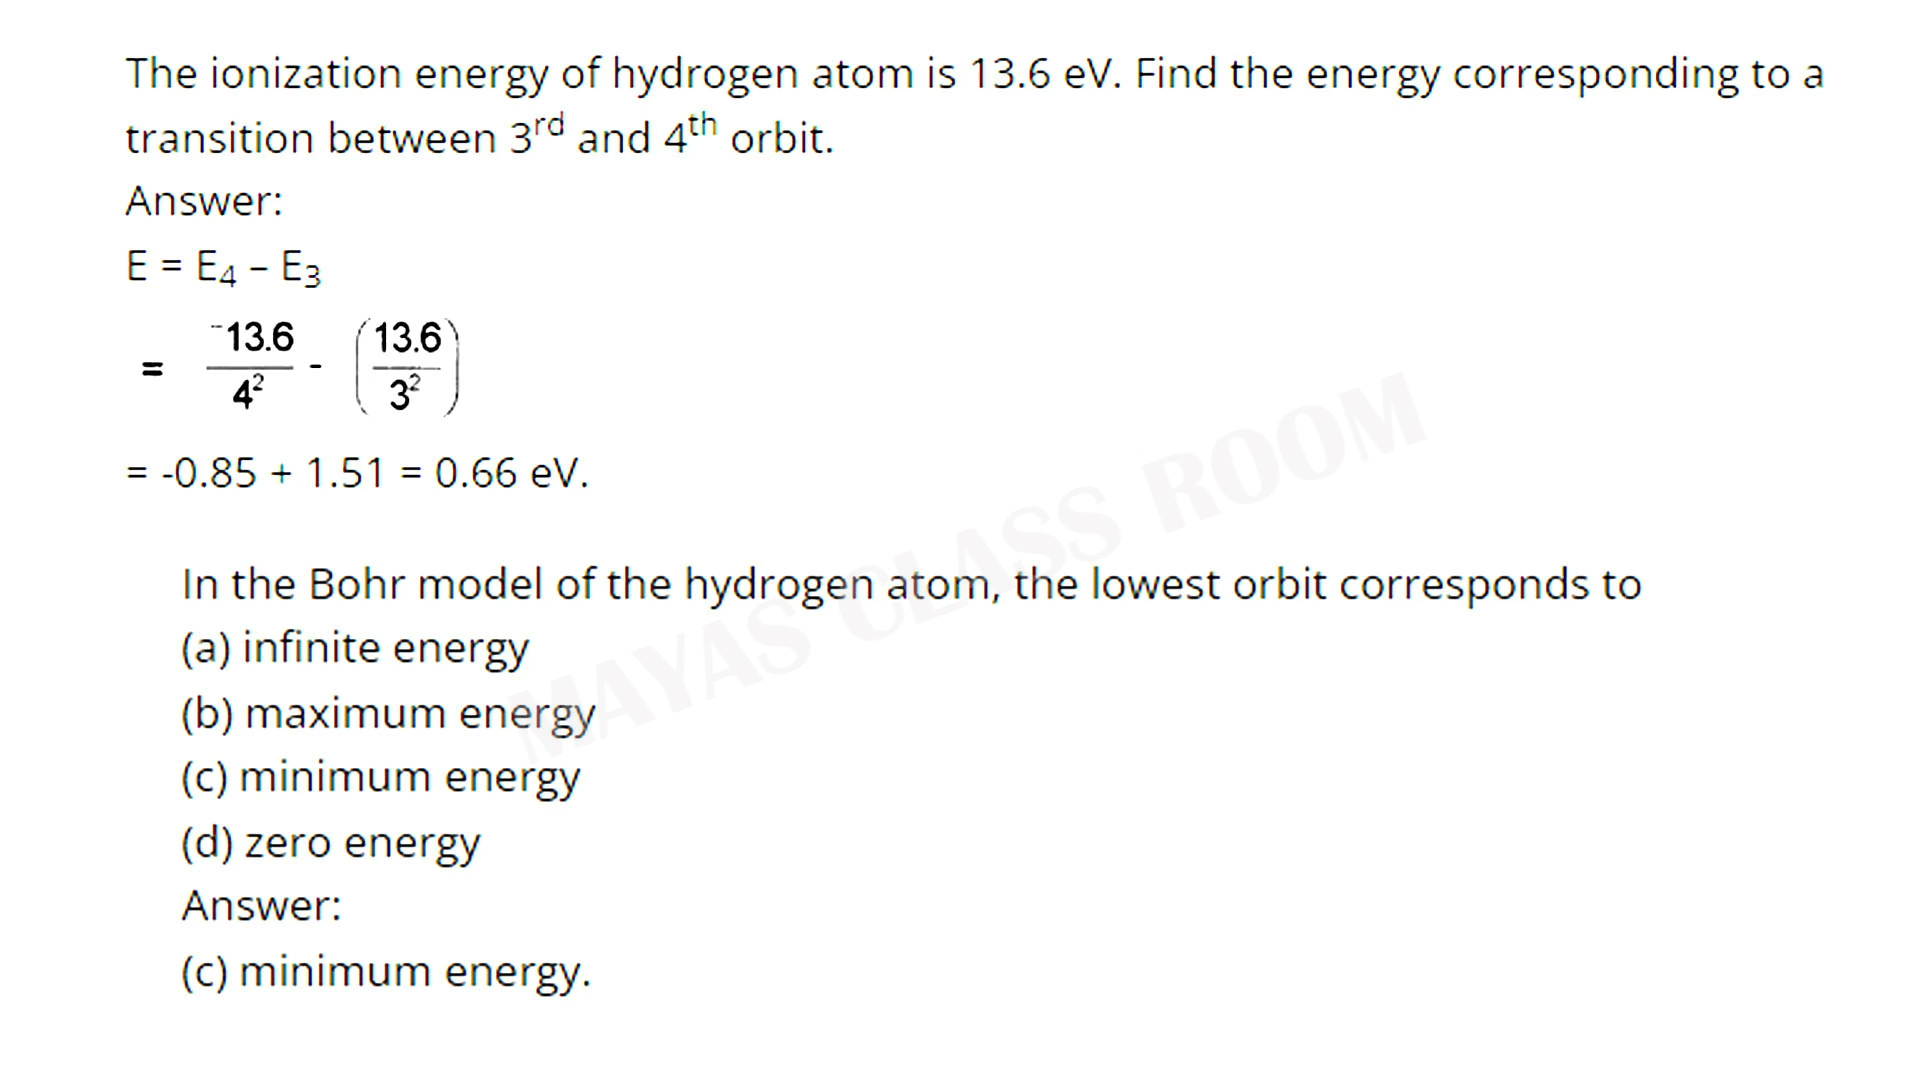 The ionization energy of hydrogen atom is 13.6 eV. Find the energy corresponding to a
transition between 3rd and 4th orbit.
Answer:
E = E4 – E3
= -13.6/4² - (13.6/3²)
= -0.85 + 1.51 = 0.66 eV.
In the Bohr model of the hydrogen atom, the lowest orbit corresponds to
(a) infinite energy
(b) maximum energy
(c) minimum energy
(d) zero energy
Answer:
(c) minimum energy.
MAYAS CLASS ROOM